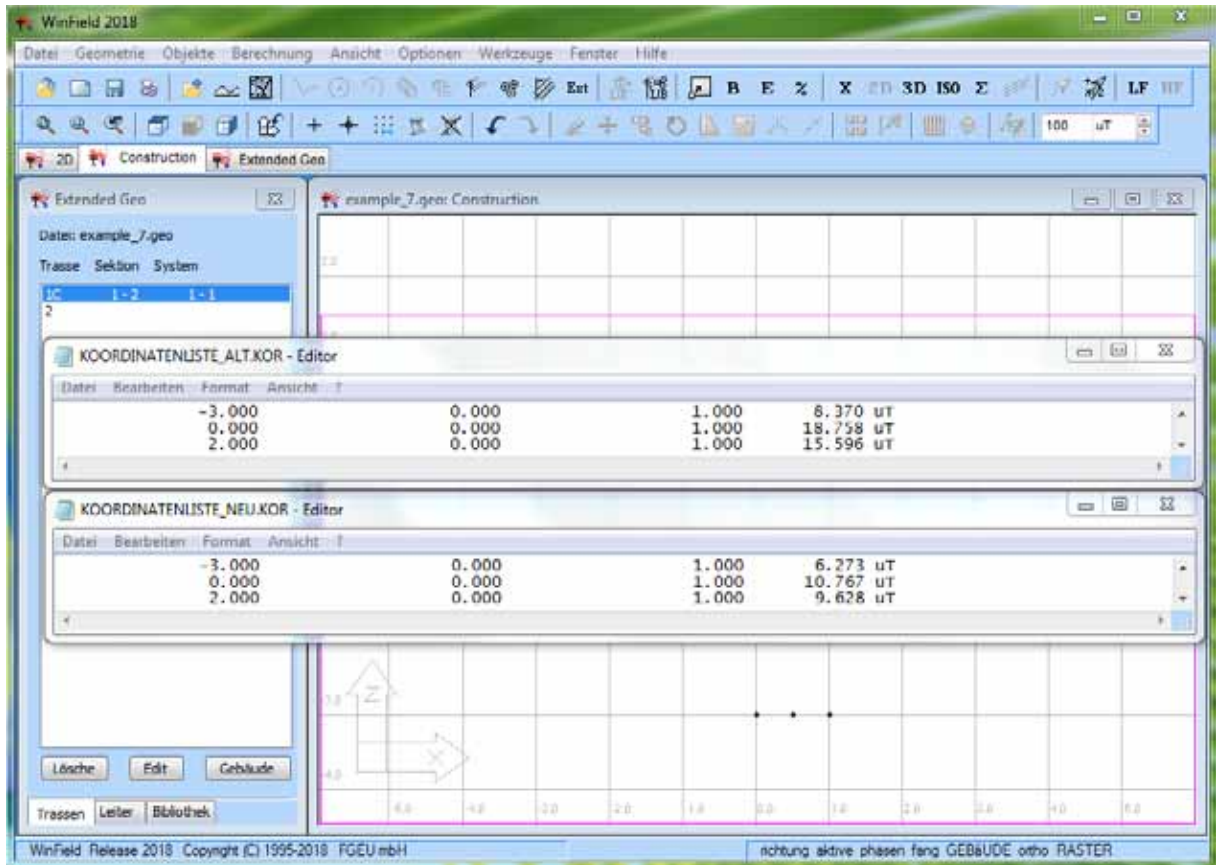 WinField 2018
Datei Geometrie Objekte Berechnung Ansicht Optionen Werkzeuge Fenster Hilfe
Ext B E % X 2D 3D ISO Σ LF HF
100 uT
2D Construction Extended Geo
Extended Geo
example_7.geo: Construction
Datei: example_7.geo
Trasse Sektion System
1C 1 - 2 1 - 1
2
KOORDINATENLISTE_ALT.KOR - Editor
Datei Bearbeiten Format Ansicht ?
-3.000 0.000 1.000 8.370 uT
0.000 0.000 1.000 18.758 uT
2.000 0.000 1.000 15.596 uT
KOORDINATENLISTE_NEU.KOR - Editor
Datei Bearbeiten Format Ansicht ?
-3.000 0.000 1.000 6.273 uT
0.000 0.000 1.000 10.767 uT
2.000 0.000 1.000 9.628 uT
Z
X
Lösche Edit Gebäude
Trassen Leiter Bibliothek
WinField Release 2018 Copyright (C) 1995-2018 FGEU mbH
richtung aktive phasen fang GEBäUDE ortho RASTER